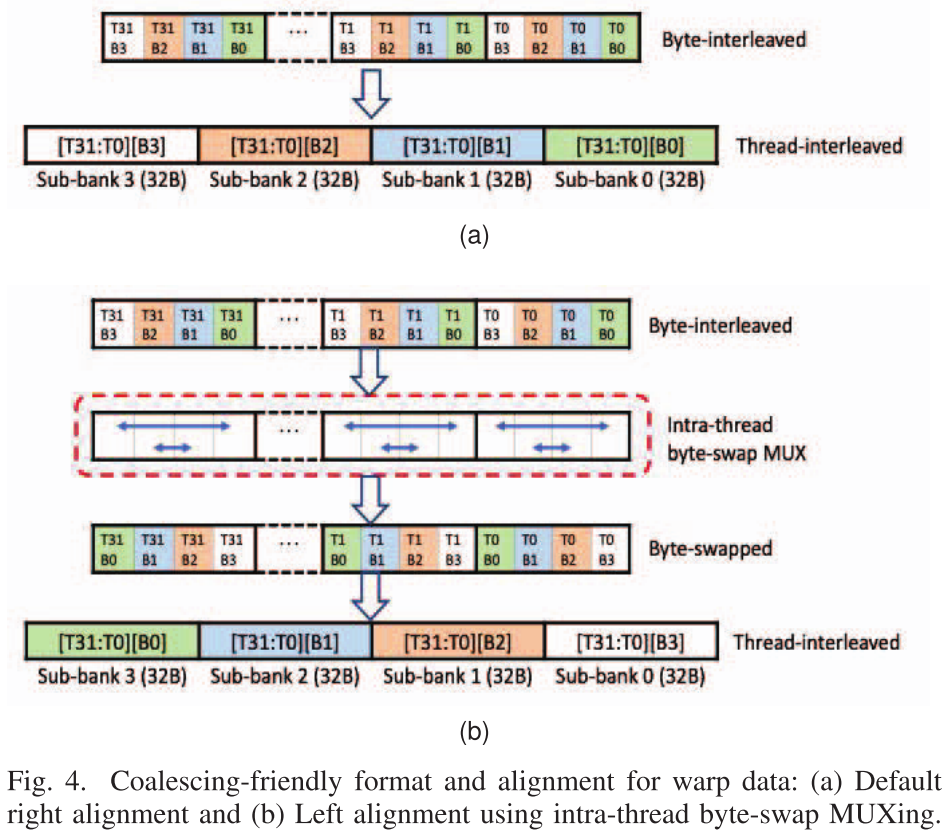 T31 T31 T31 T31 ... T1 T1 T1 T1 T0 T0 T0 T0
B3 B2 B1 B0 B3 B2 B1 B0 B3 B2 B1 B0
Byte-interleaved
[T31:T0][B3] [T31:T0][B2] [T31:T0][B1] [T31:T0][B0]
Thread-interleaved
Sub-bank 3 (32B) Sub-bank 2 (32B) Sub-bank 1 (32B) Sub-bank 0 (32B)
(a)
T31 T31 T31 T31 ... T1 T1 T1 T1 T0 T0 T0 T0
B3 B2 B1 B0 B3 B2 B1 B0 B3 B2 B1 B0
Byte-interleaved
...
Intra-thread
byte-swap MUX
T31 T31 T31 T31 ... T1 T1 T1 T1 T0 T0 T0 T0
B0 B1 B2 B3 B0 B1 B2 B3 B0 B1 B2 B3
Byte-swapped
[T31:T0][B0] [T31:T0][B1] [T31:T0][B2] [T31:T0][B3]
Thread-interleaved
Sub-bank 3 (32B) Sub-bank 2 (32B) Sub-bank 1 (32B) Sub-bank 0 (32B)
(b)
Fig. 4. Coalescing-friendly format and alignment for warp data: (a) Default
right alignment and (b) Left alignment using intra-thread byte-swap MUXing.